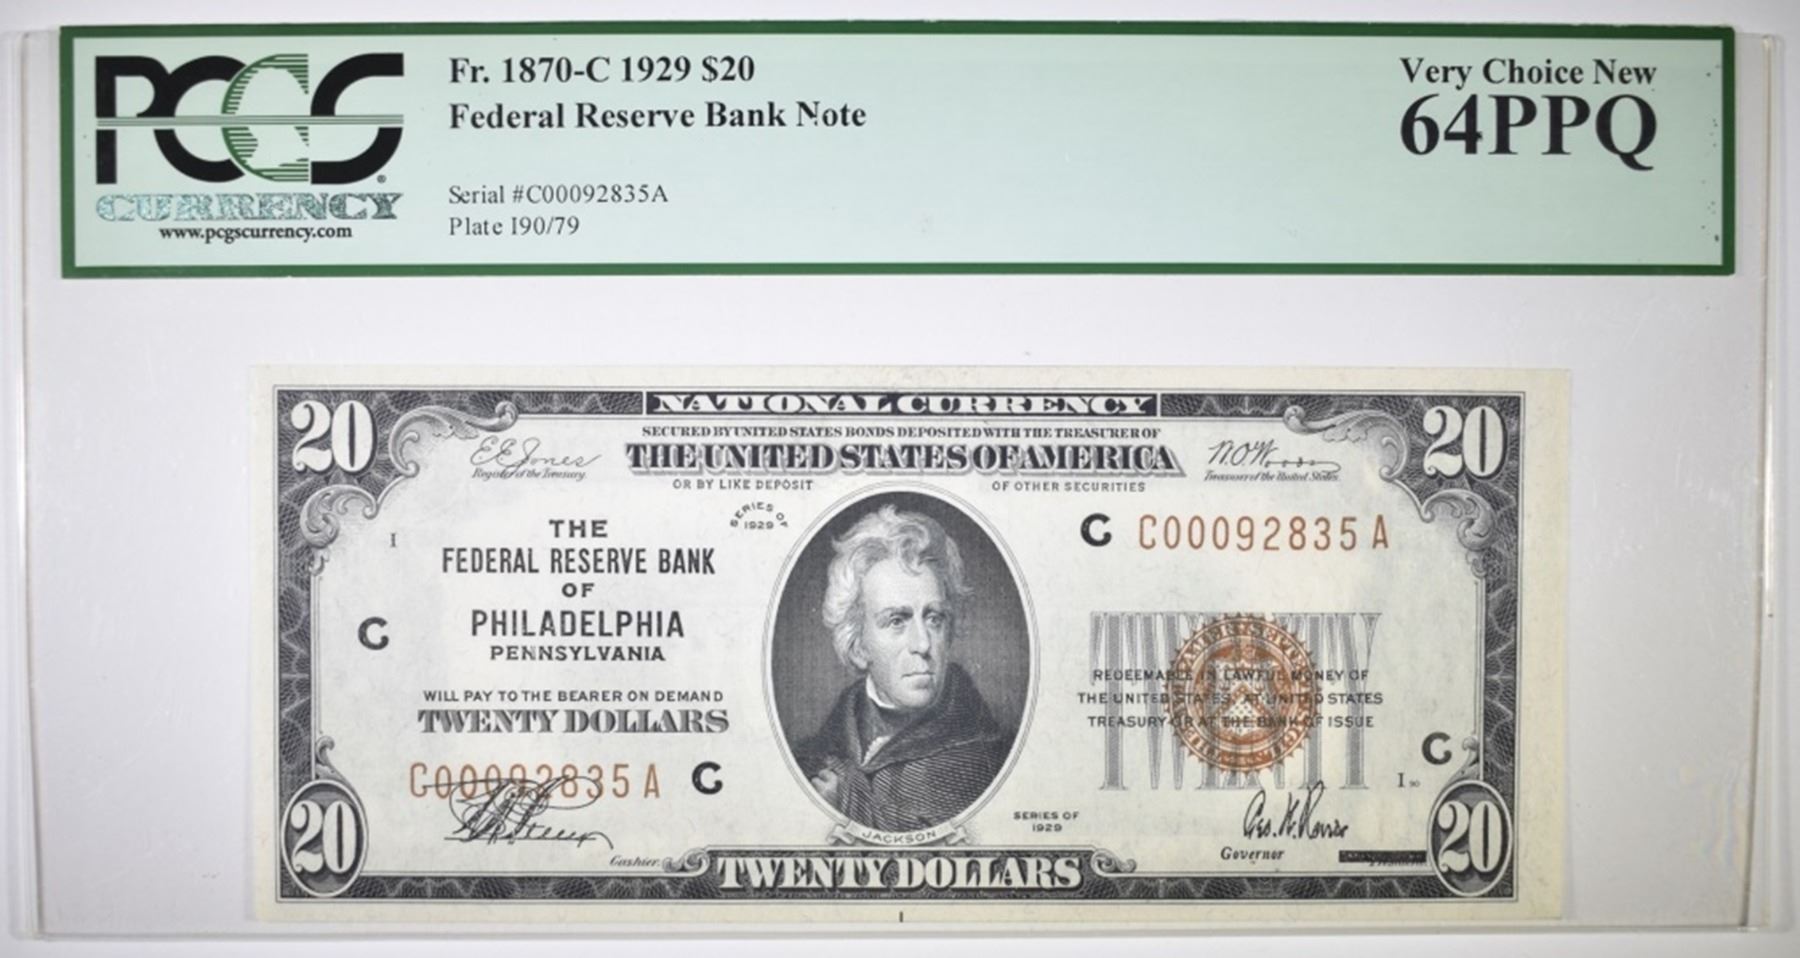 PCGS
CURRENCY
www.pcgscurrency.com
Fr. 1870-C 1929 $20
Federal Reserve Bank Note
Serial #C00092835A
Plate I90/79
Very Choice New
64PPQ
20
NATIONAL CURRENCY
20
SECURED BY UNITED STATES BONDS DEPOSITED WITH THE TREASURER OF
THE UNITED STATES OF AMERICA
OR BY LIKE DEPOSIT OF OTHER SECURITIES
E.E. Jones
Register of the Treasury.
W.O. Woods
Treasurer of the United States.
SERIES OF
1929
I
THE
FEDERAL RESERVE BANK
OF
PHILADELPHIA
PENNSYLVANIA
C
WILL PAY TO THE BEARER ON DEMAND
TWENTY DOLLARS
C00092835A C
Cashier
JACKSON
C C00092835A
TWENTY
REDEEMABLE IN LAWFUL MONEY OF
THE UNITED STATES AT UNITED STATES
TREASURY OR AT THE BANK OF ISSUE
C
I 90
SERIES OF
1929
Governor
20
TWENTY DOLLARS
20